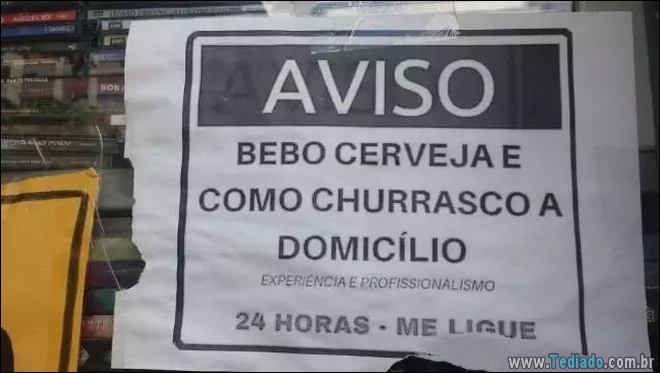 AVISO
BEBO CERVEJA E
COMO CHURRASCO A
DOMICÍLIO
EXPERIÊNCIA E PROFISSIONALISMO
24 HORAS - ME LIGUE
www.Tediado.com.br